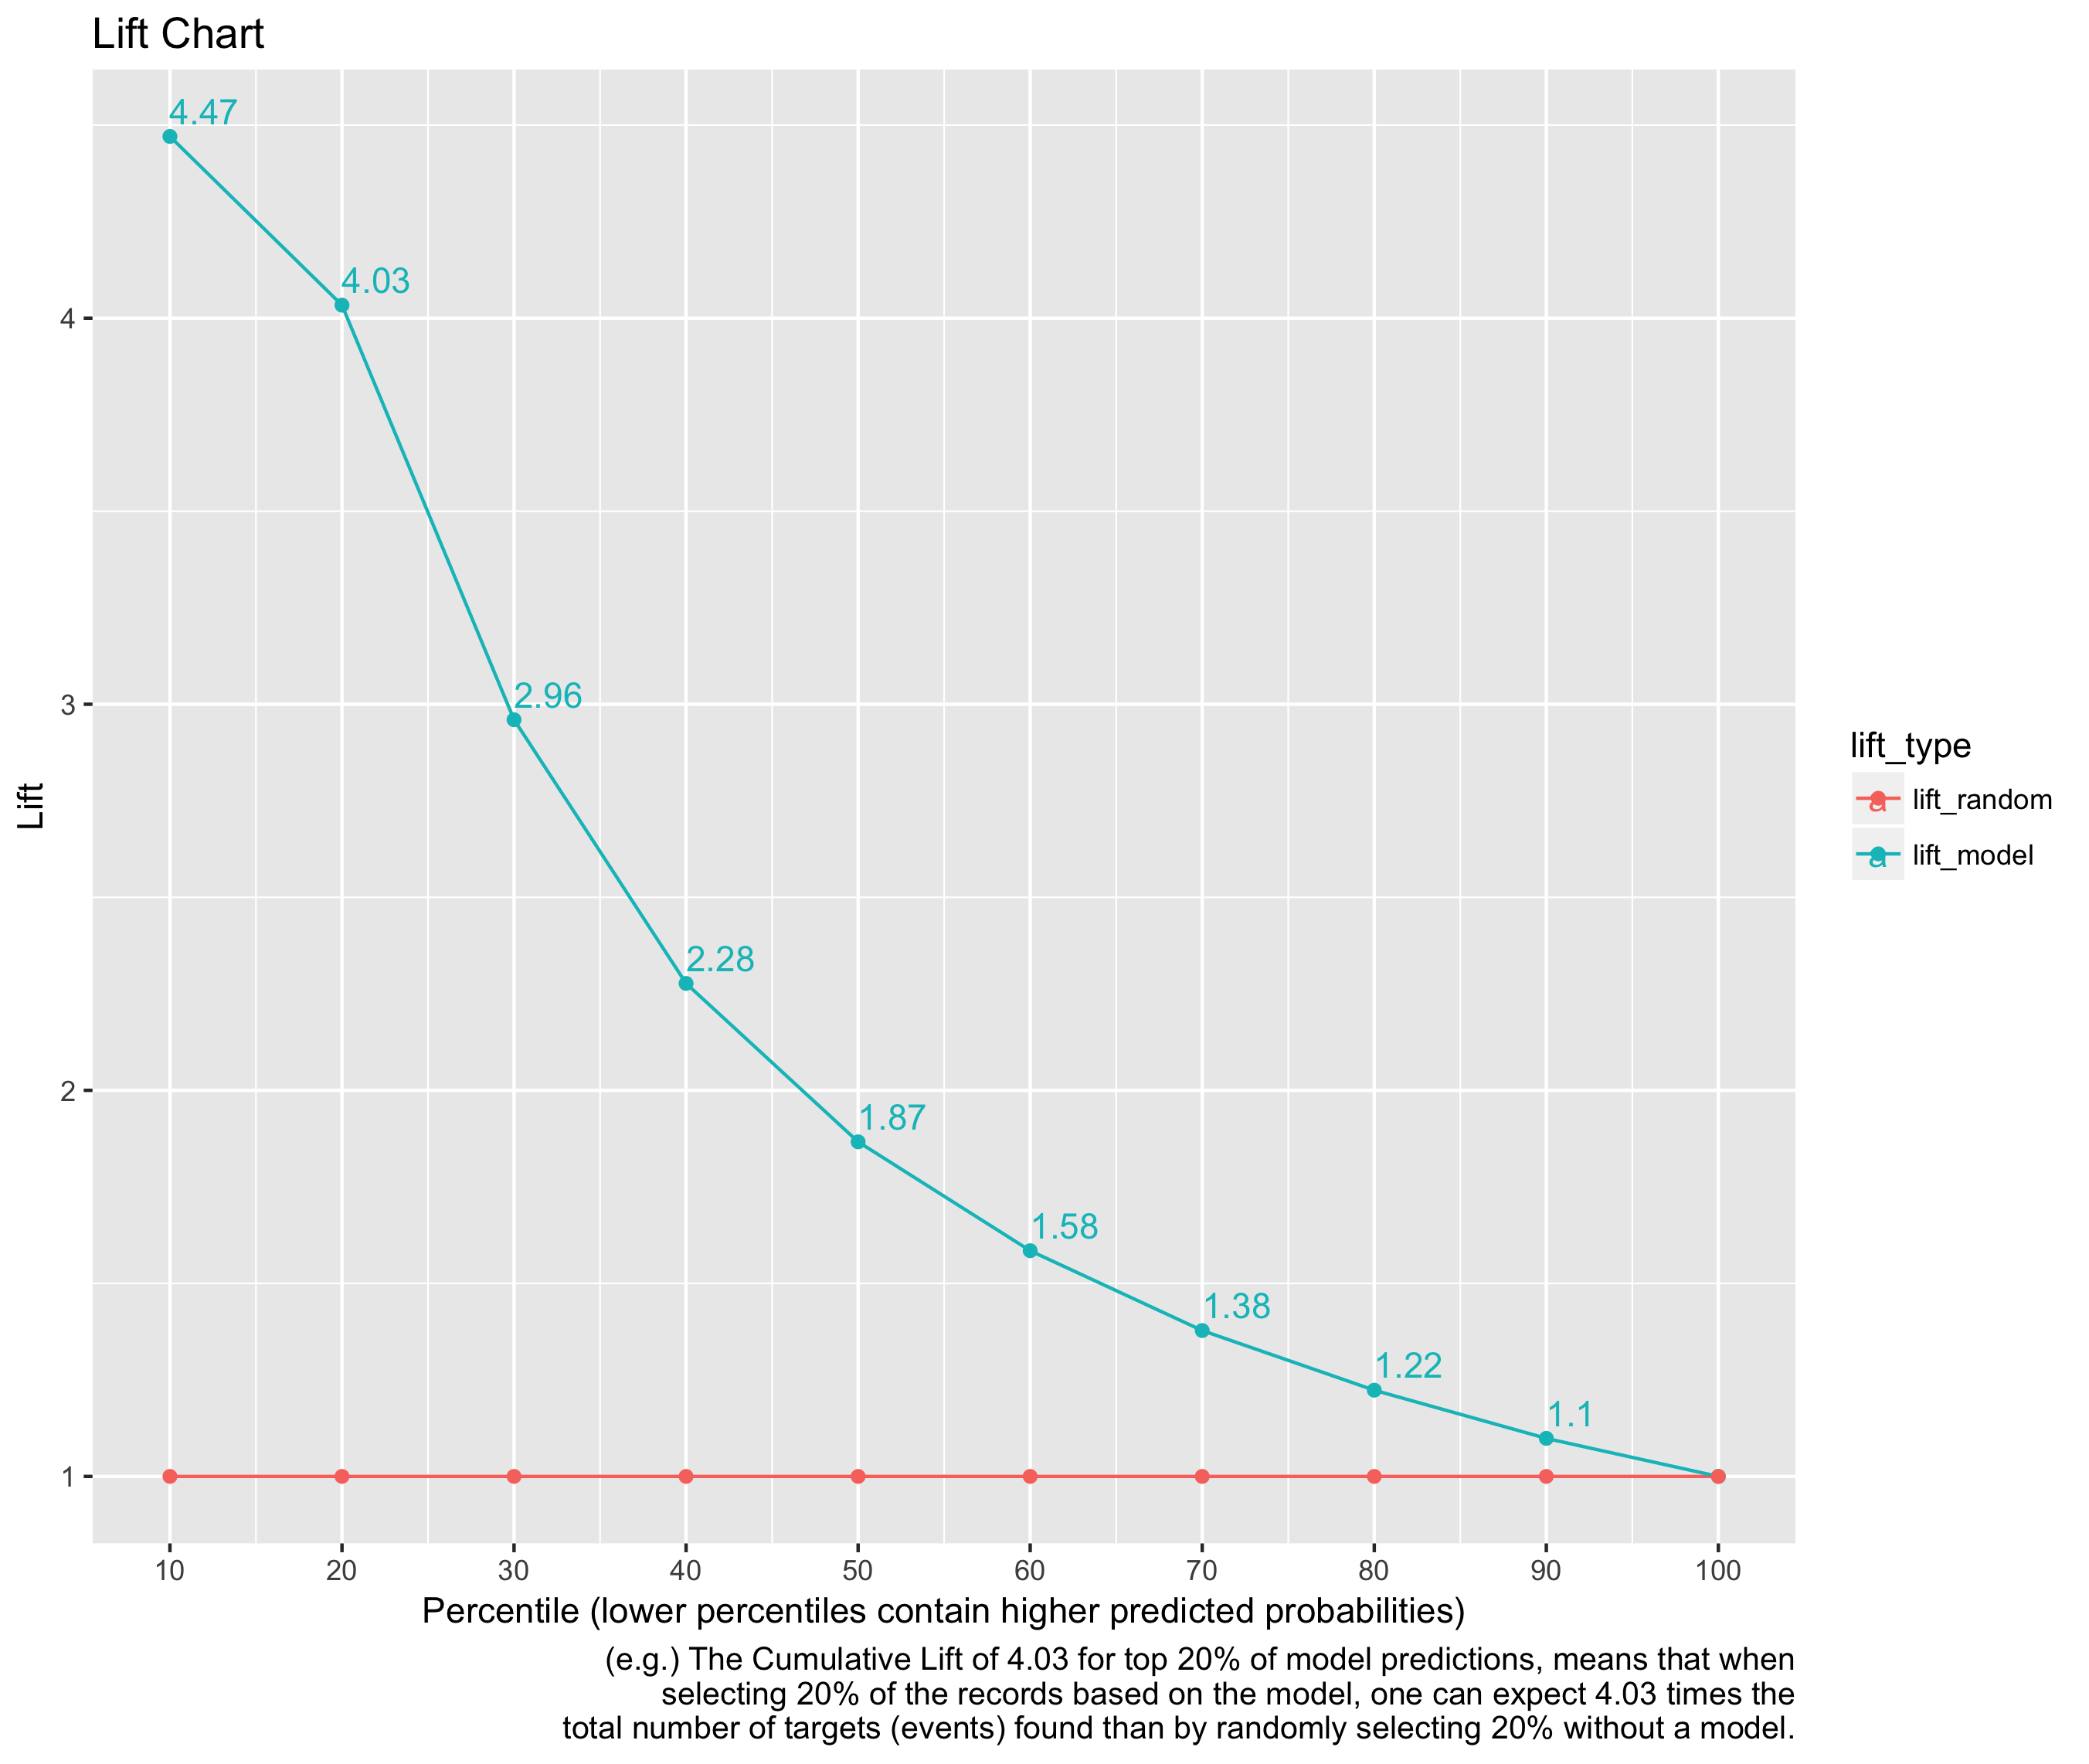 Lift Chart
4.47
4.03
2.96
2.28
1.87
1.58
1.38
1.22
1.1
4
3
2
1
Lift
10 20 30 40 50 60 70 80 90 100
Percentile (lower percentiles contain higher predicted probabilities)
(e.g.) The Cumulative Lift of 4.03 for top 20% of model predictions, means that when
selecting 20% of the records based on the model, one can expect 4.03 times the
total number of targets (events) found than by randomly selecting 20% without a model.
lift_type
a lift_random
a lift_model